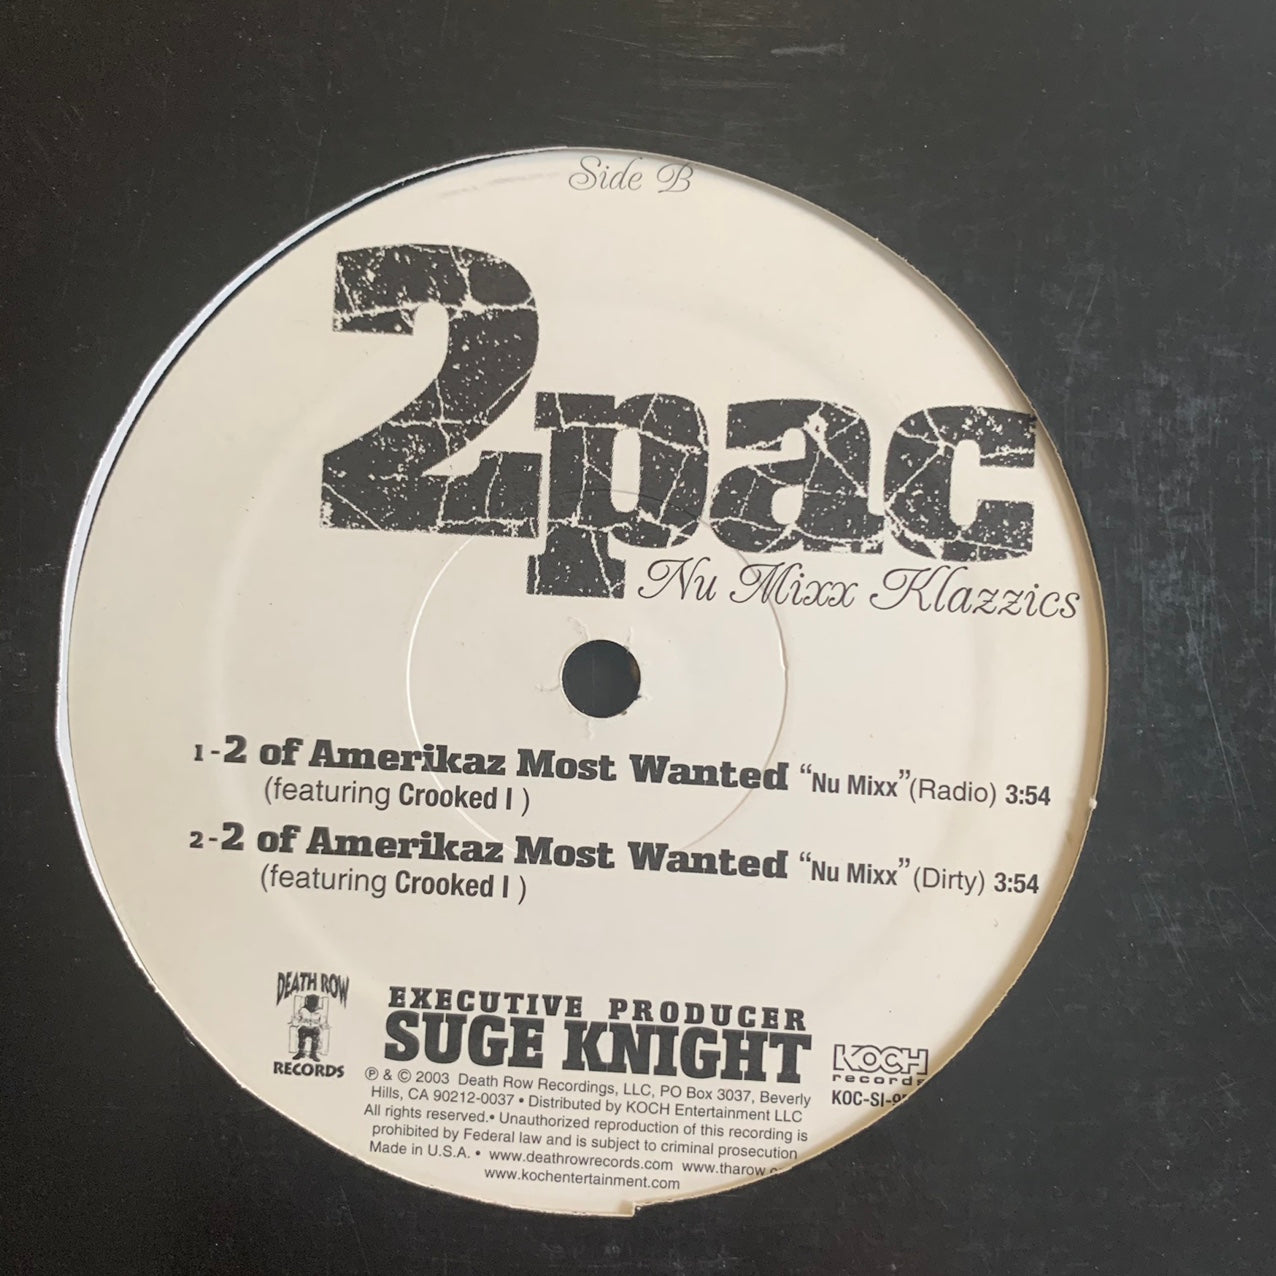 Side B
2pac
Nu Mixx Klazzics
1-2 of Amerikaz Most Wanted "Nu Mixx" (Radio) 3:54
(featuring Crooked I )
2-2 of Amerikaz Most Wanted "Nu Mixx" (Dirty) 3:54
(featuring Crooked I )
DEATH ROW
RECORDS
EXECUTIVE PRODUCER
SUGE KNIGHT
℗ & © 2003 Death Row Recordings, LLC, PO Box 3037, Beverly
Hills, CA 90212-0037 • Distributed by KOCH Entertainment LLC
All rights reserved.• Unauthorized reproduction of this recording is
prohibited by Federal law and is subject to criminal prosecution
Made in U.S.A. • www.deathrowrecords.com www.tharow
www.kochentertainment.com
KOCH
records
KOC-SI-9